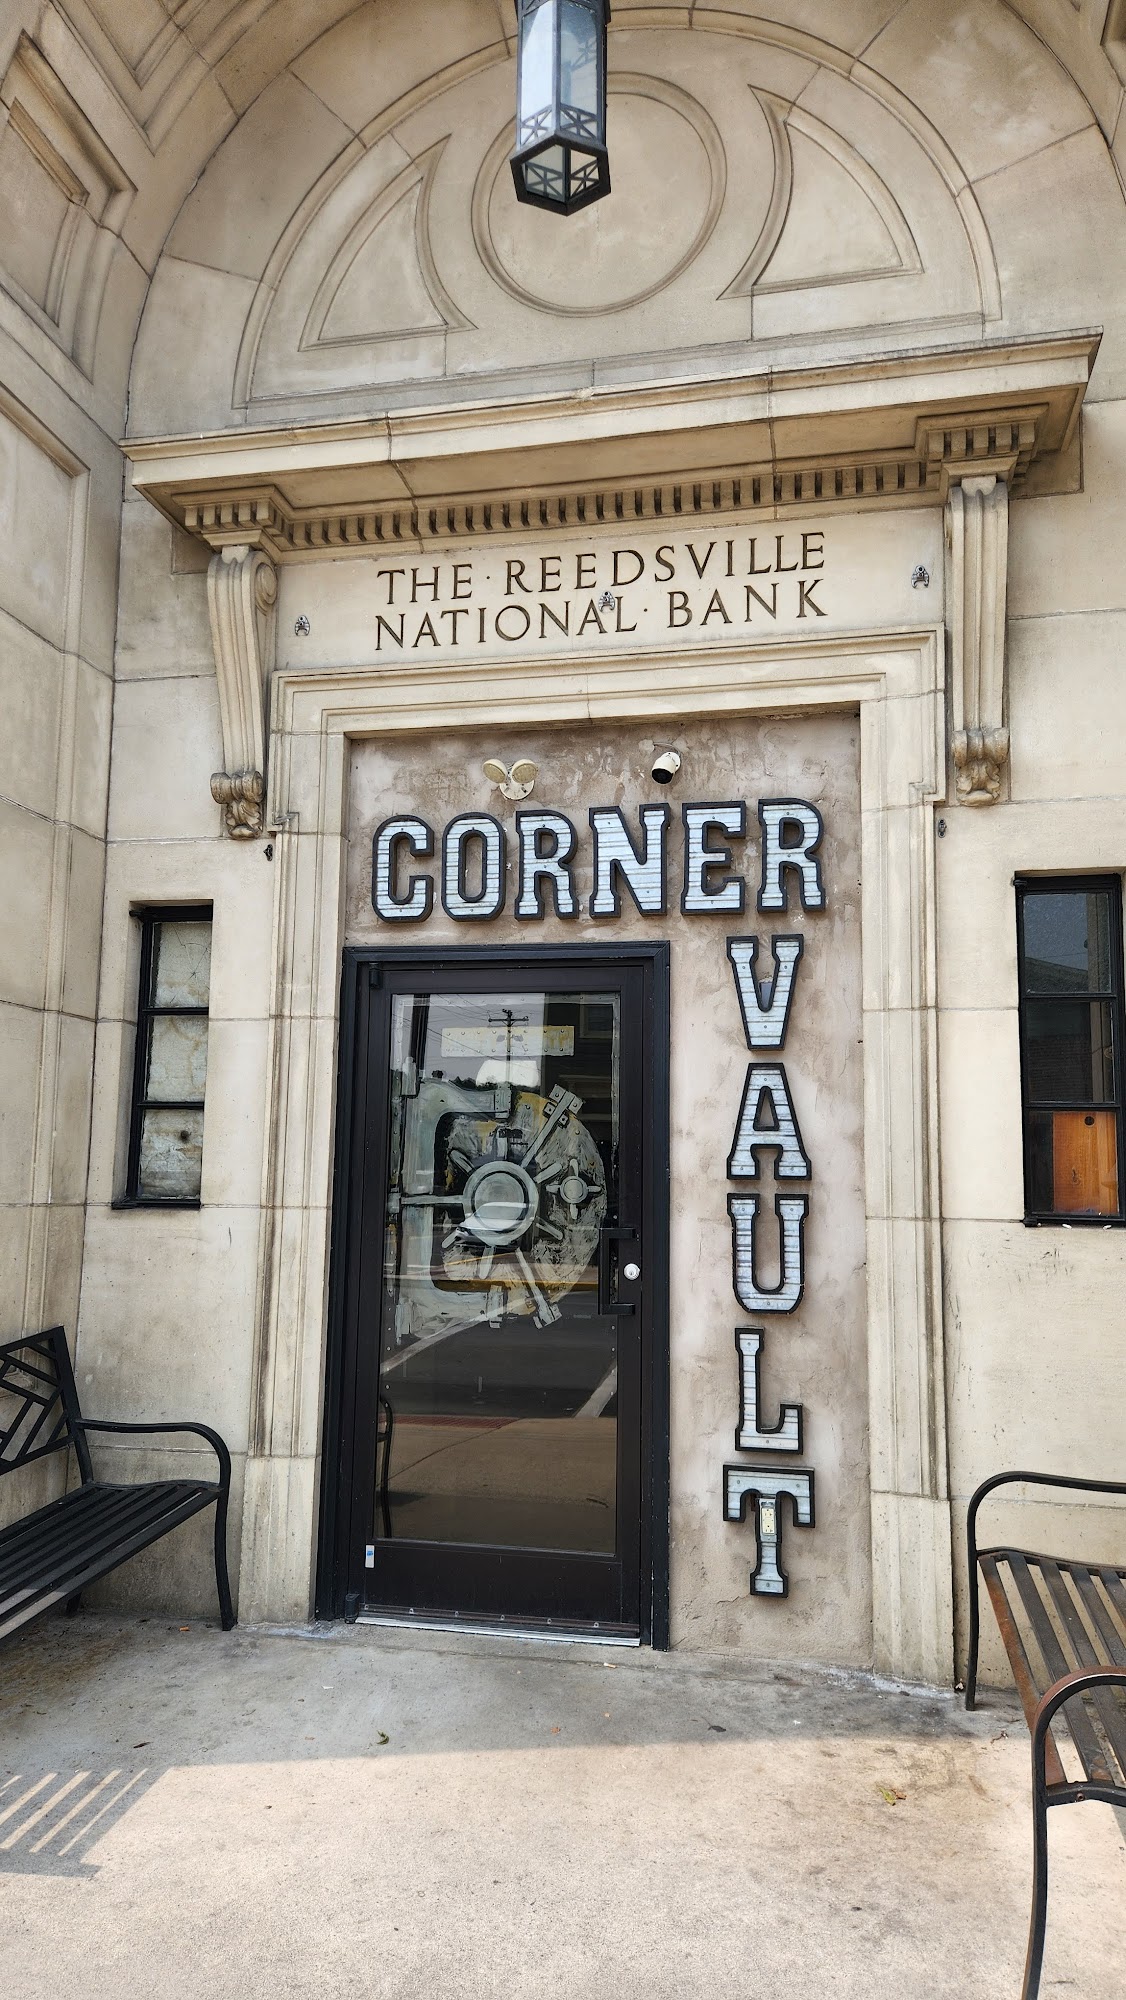 THE · REEDSVILLE
NATIONAL · BANK
CORNER
VAULT